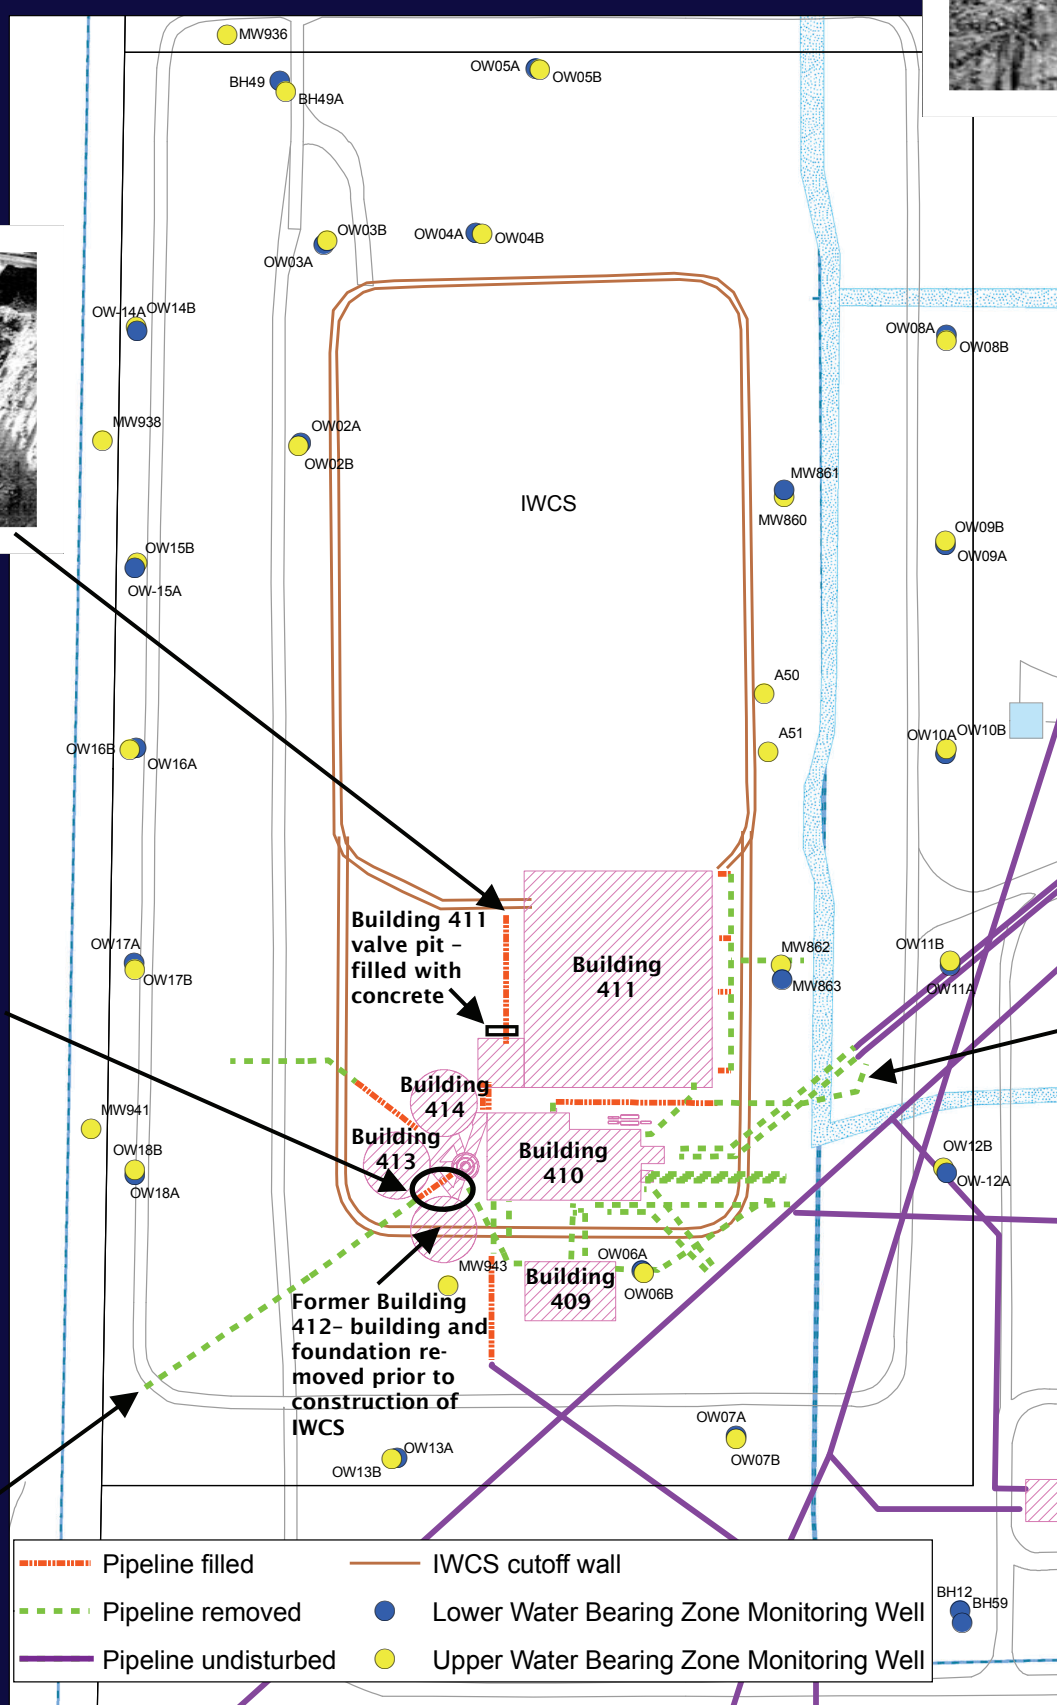 MW936
OW05A
OW05B
BH49
BH49A
OW03B
OW03A
OW04A
OW04B
OW-14A
OW14B
OW08A
OW08B
MW938
OW02A
OW02B
MW861
MW860
IWCS
OW09B
OW09A
OW15B
OW-15A
A50
A51
OW16B
OW16A
OW10A
OW10B
Building 411
valve pit –
filled with
concrete
Building
411
OW17A
OW17B
MW862
MW863
OW11B
OW11A
Building
414
Building
413
Building
410
MW941
OW18B
OW18A
OW12B
OW-12A
MW943
OW06A
OW06B
Building
409
Former Building
412– building and
foundation re-
moved prior to
construction of
IWCS
OW13A
OW13B
OW07A
OW07B
Pipeline filled
IWCS cutoff wall
Pipeline removed
Lower Water Bearing Zone Monitoring Well
Pipeline undisturbed
Upper Water Bearing Zone Monitoring Well
BH12
BH59